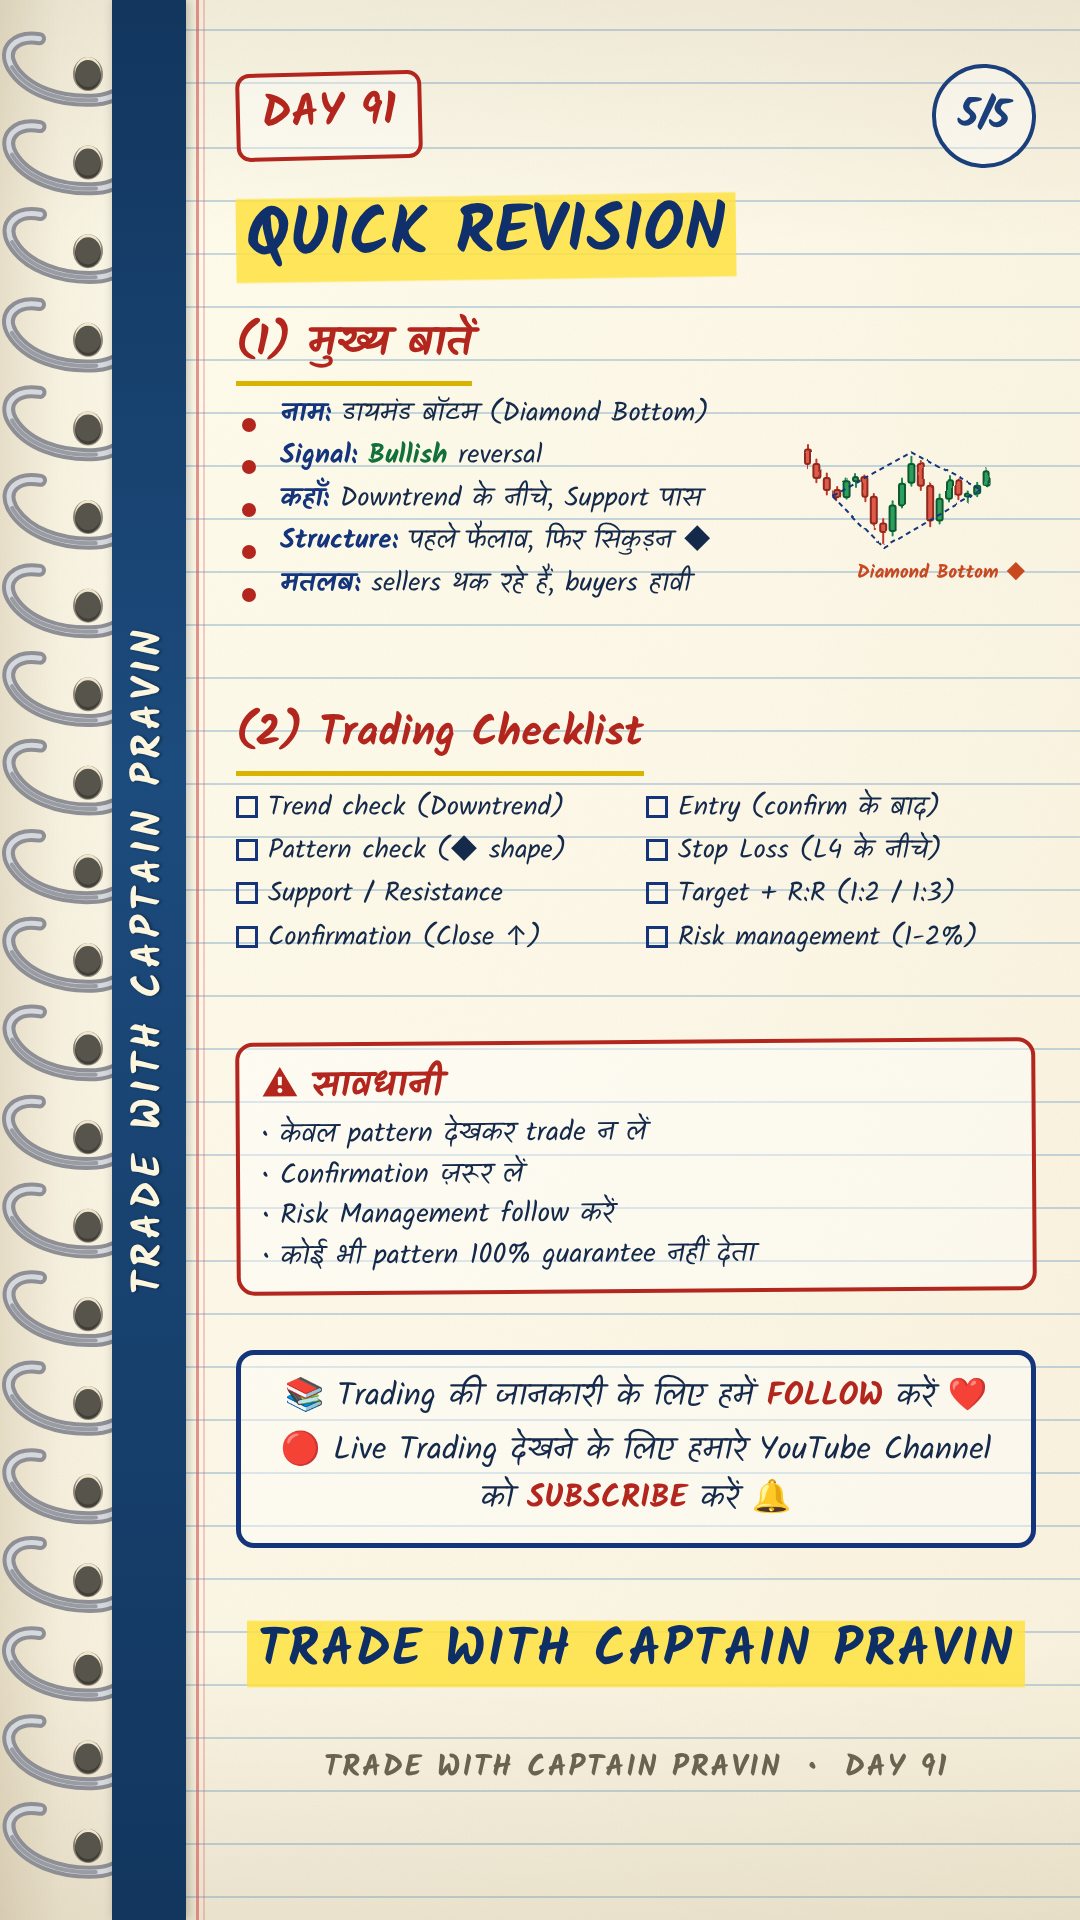 DAY 91
5/5
QUICK REVISION
(1) मुख्य बातें
नाम: डायमंड बॉटम (Diamond Bottom)
Signal: Bullish reversal
कहाँ: Downtrend के नीचे, Support पास
Structure: पहले फैलाव, फिर सिकुड़न ◆
मतलब: sellers थक रहे हैं, buyers हावी
Diamond Bottom ◆
(2) Trading Checklist
☐ Trend check (Downtrend)
☐ Pattern check (◆ shape)
☐ Support / Resistance
☐ Confirmation (Close ↑)
☐ Entry (confirm के बाद)
☐ Stop Loss (L4 के नीचे)
☐ Target + R:R (1:2 / 1:3)
☐ Risk management (1-2%)
⚠ सावधानी
· केवल pattern देखकर trade न लें
· Confirmation ज़रूर लें
· Risk Management follow करें
· कोई भी pattern 100% guarantee नहीं देता
📚 Trading की जानकारी के लिए हमें FOLLOW करें ❤️
🔴 Live Trading देखने के लिए हमारे YouTube Channel
को SUBSCRIBE करें 🔔
TRADE WITH CAPTAIN PRAVIN
TRADE WITH CAPTAIN PRAVIN · DAY 91
TRADE WITH CAPTAIN PRAVIN